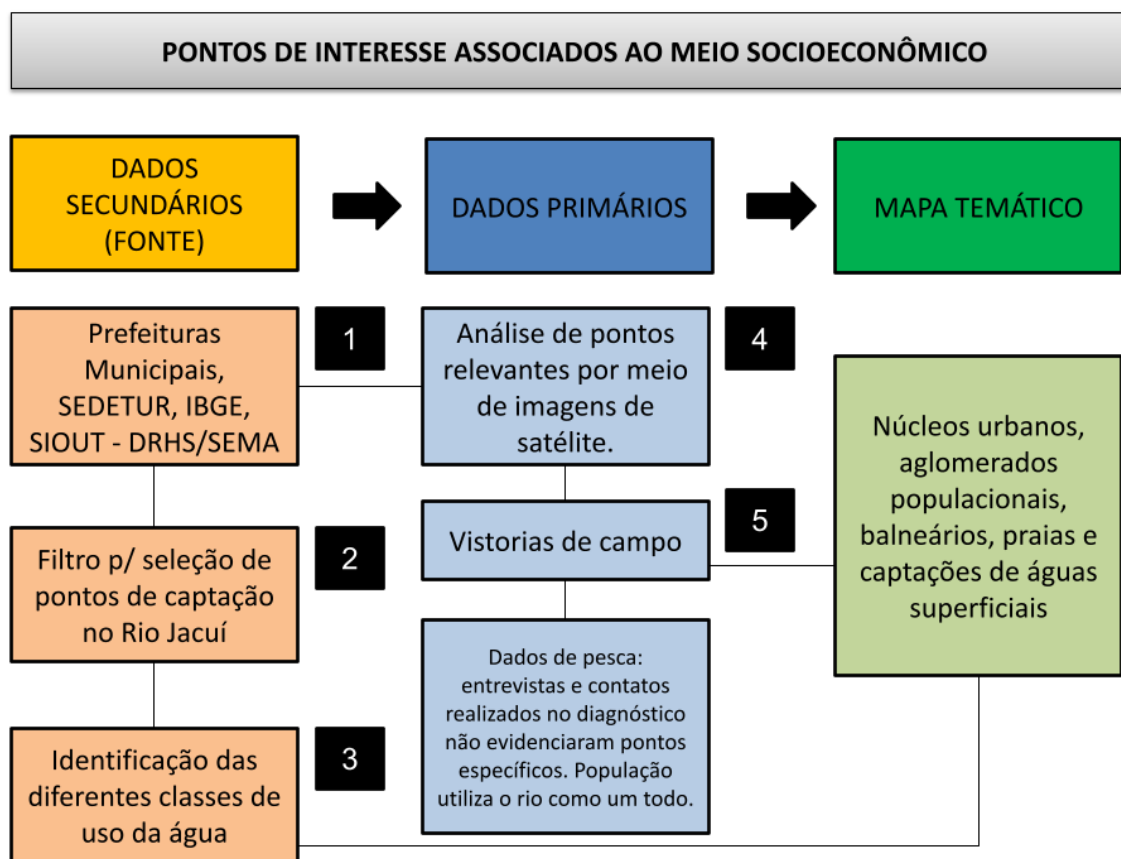 PONTOS DE INTERESSE ASSOCIADOS AO MEIO SOCIOECONÔMICO
DADOS
SECUNDÁRIOS
(FONTE)
DADOS PRIMÁRIOS
MAPA TEMÁTICO
Prefeituras
Municipais,
SEDETUR, IBGE,
SIOUT - DRHS/SEMA
1
Análise de pontos
relevantes por meio
de imagens de
satélite.
4
Núcleos urbanos,
aglomerados
populacionais,
balneários, praias e
captações de águas
superficiais
Filtro p/ seleção de
pontos de captação
no Rio Jacuí
2
Vistorias de campo
5
Dados de pesca:
entrevistas e contatos
realizados no diagnóstico
não evidenciaram pontos
específicos. População
utiliza o rio como um todo.
Identificação das
diferentes classes de
uso da água
3